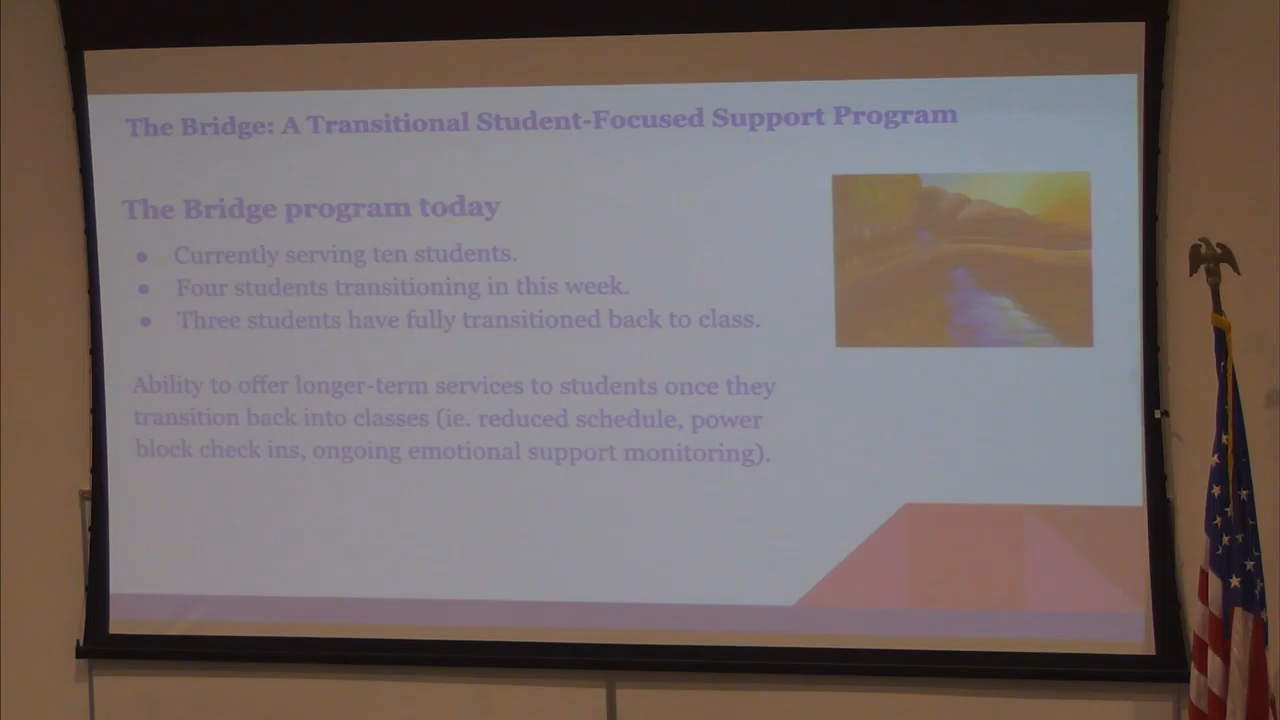 The Bridge: A Transitional Student-Focused Support Program
The Bridge program today
● Currently serving ten students.
● Four students transitioning in this week.
● Three students have fully transitioned back to class.
Ability to offer longer-term services to students once they
transition back into classes (ie. reduced schedule, power
block check ins, ongoing emotional support monitoring).